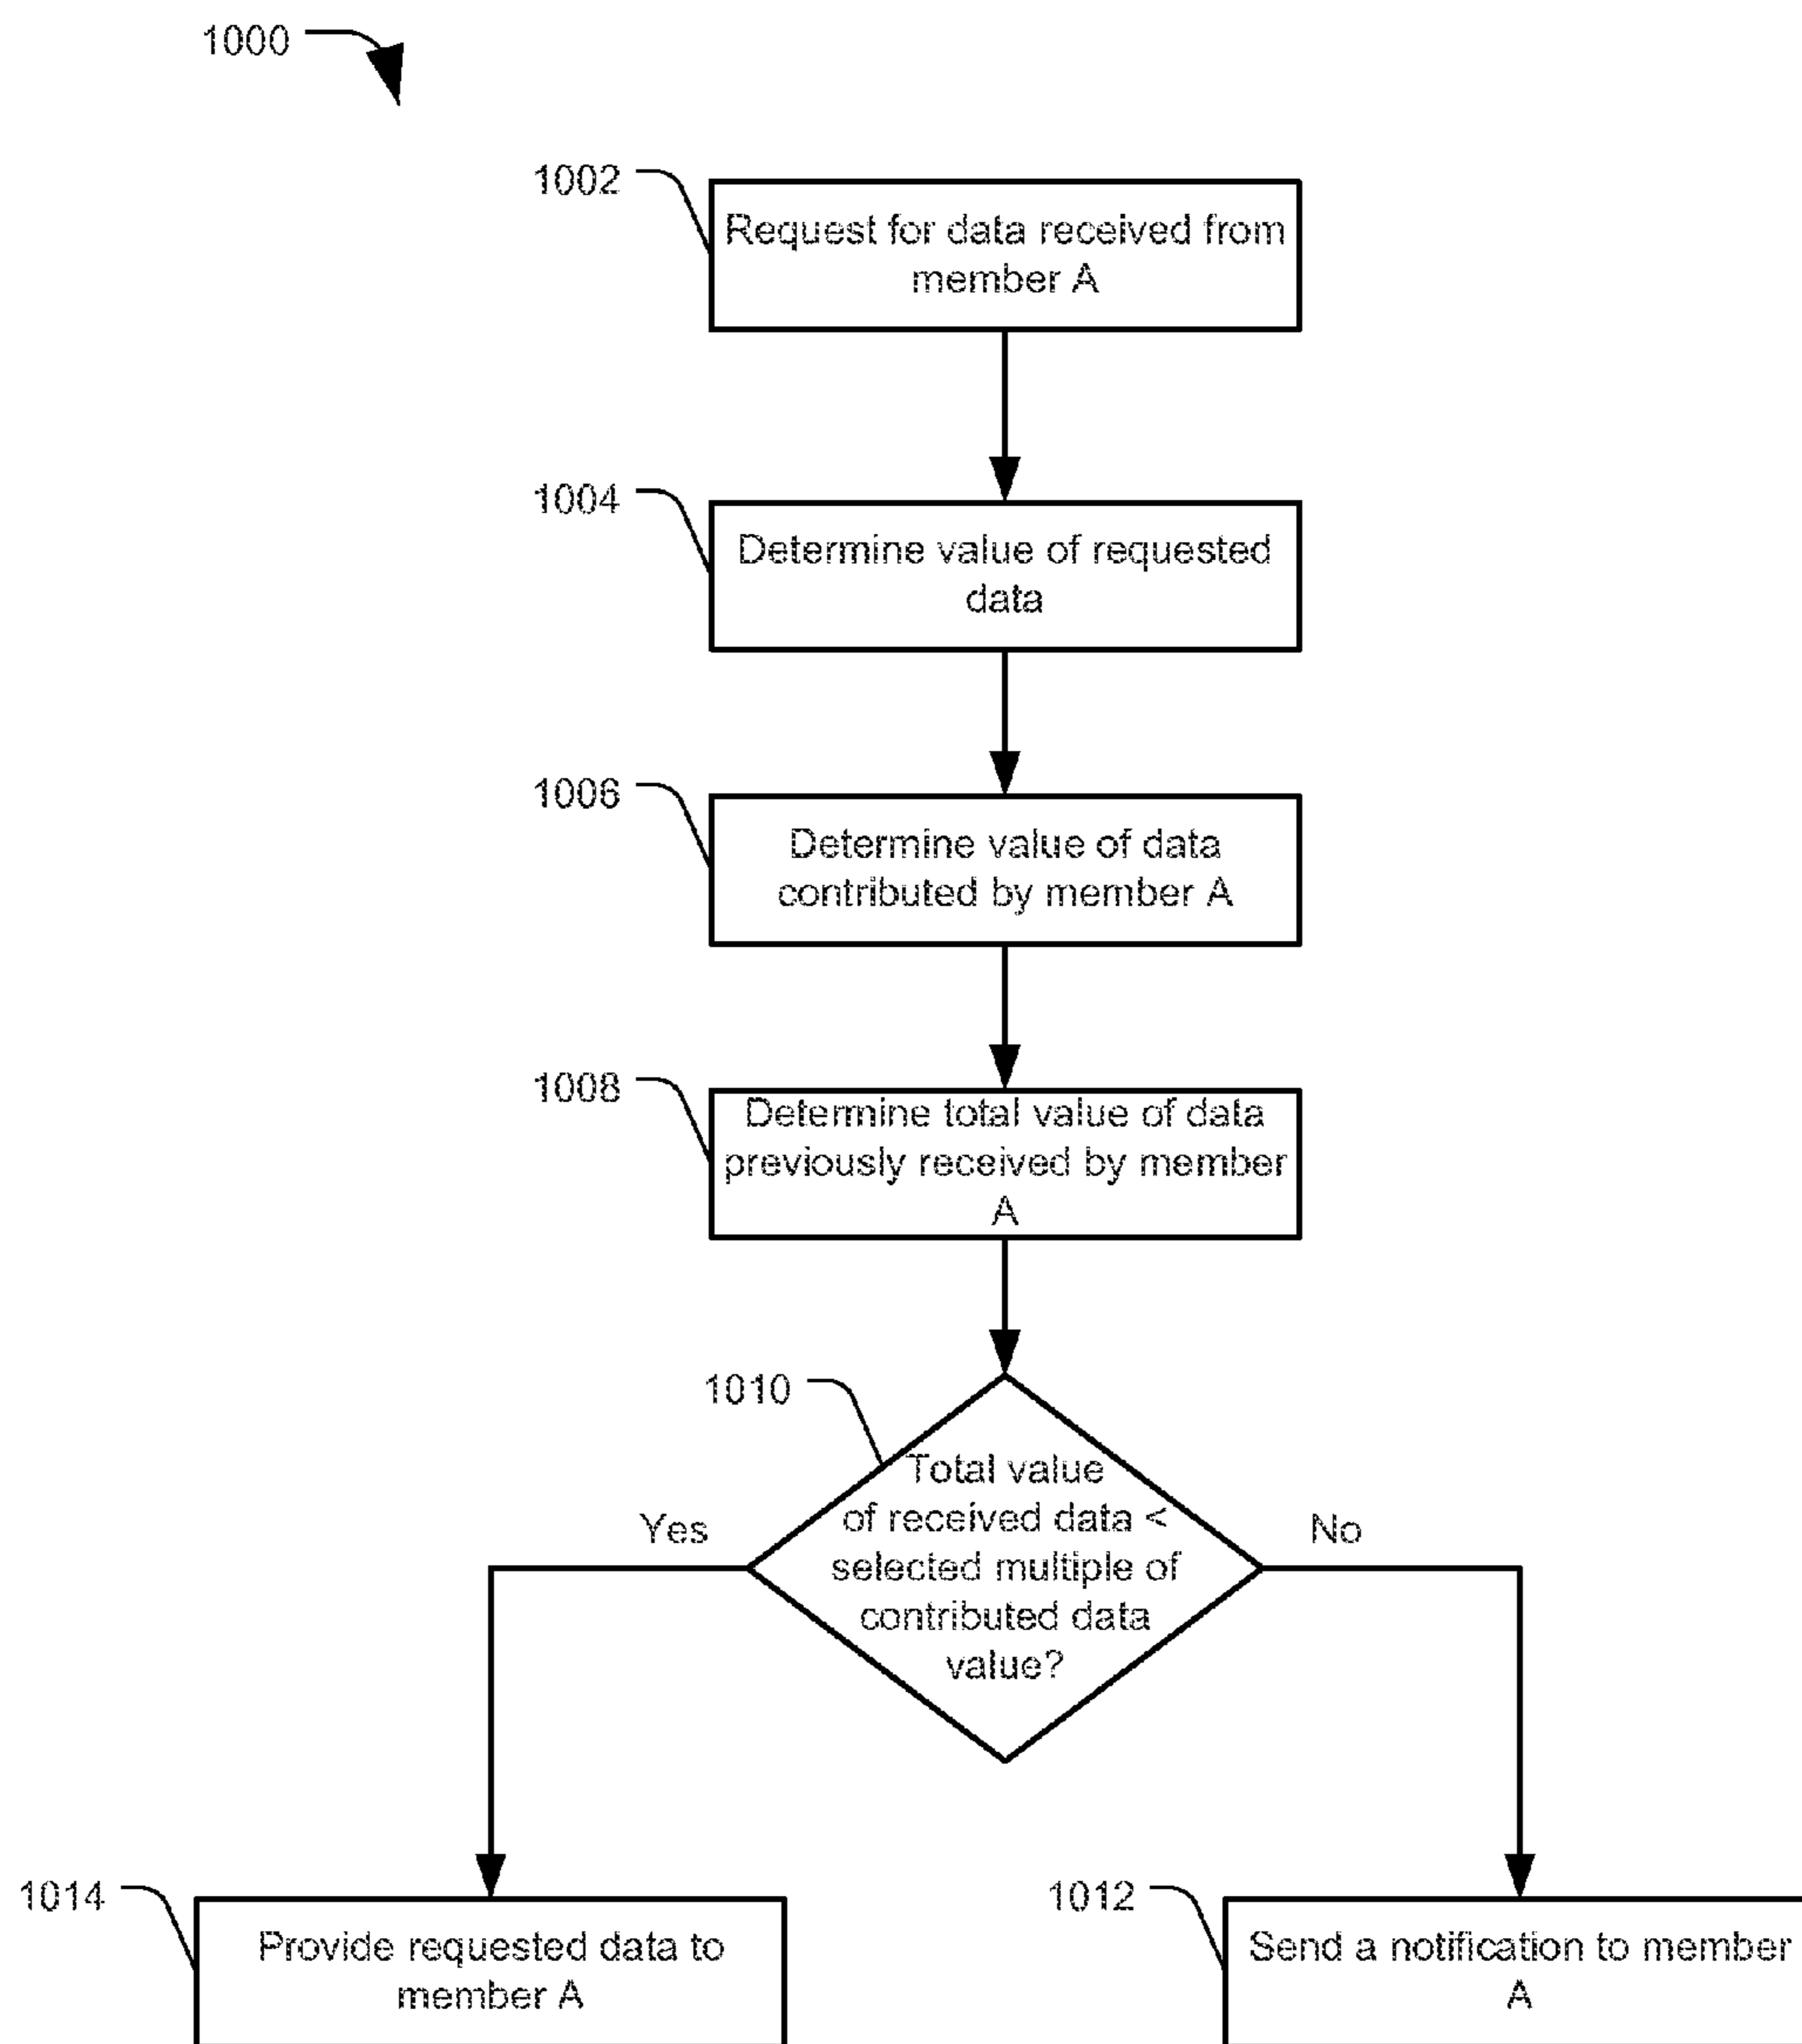 1000
1002
Request for data received from
member A
1004
Determine value of requested
data
1006
Determine value of data
contributed by member A
1008
Determine total value of data
previously received by member
A
1010
Total value
of received data <
selected multiple of
contributed data
value?
Yes
No
1014
Provide requested data to
member A
1012
Send a notification to member
A